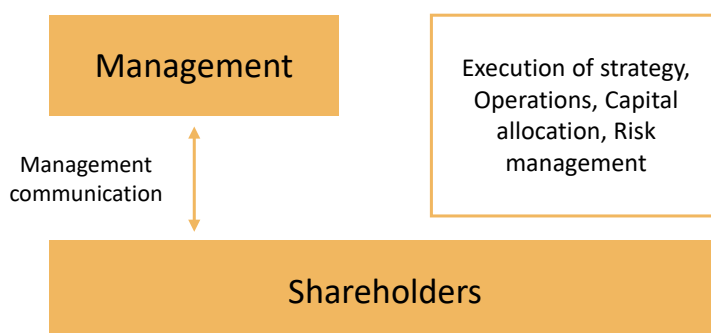 Management
Execution of strategy,
Operations, Capital
allocation, Risk
management
Management
communication
Shareholders